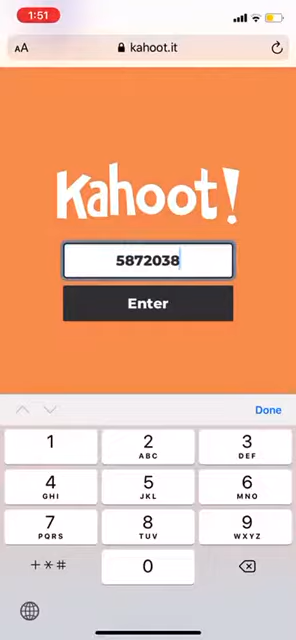 1:51
AA kahoot.it
Kahoot!
5872038
Enter
Done
1 2 3
ABC DEF
4 5 6
GHI JKL MNO
7 8 9
PQRS TUV WXYZ
+*# 0